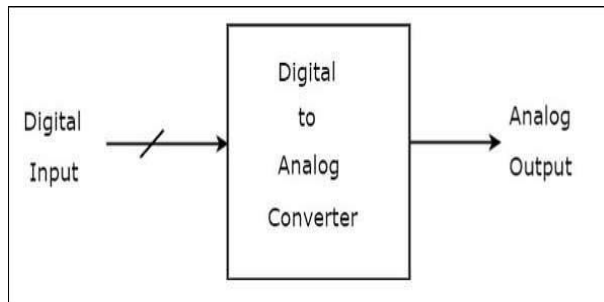 Digital
Input
Digital
to
Analog
Converter
Analog
Output